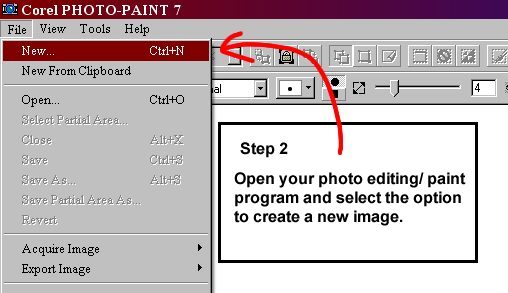 Corel PHOTO-PAINT 7
File View Tools Help
New... Ctrl+N
New From Clipboard
Open... Ctrl+O
Select Partial Area...
Close Alt+X
Save Ctrl+S
Save As... Alt+S
Save Partial Area As...
Revert
Acquire Image
Export Image
al
4
Step 2
Open your photo editing/ paint
program and select the option
to create a new image.